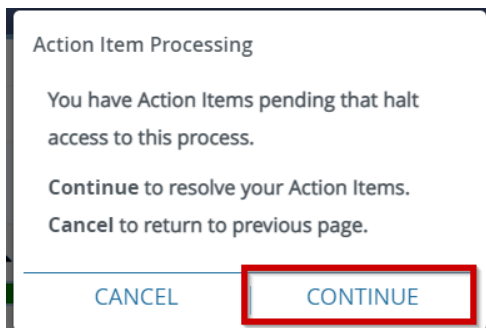 Action Item Processing
You have Action Items pending that halt
access to this process.
Continue to resolve your Action Items.
Cancel to return to previous page.
CANCEL
CONTINUE